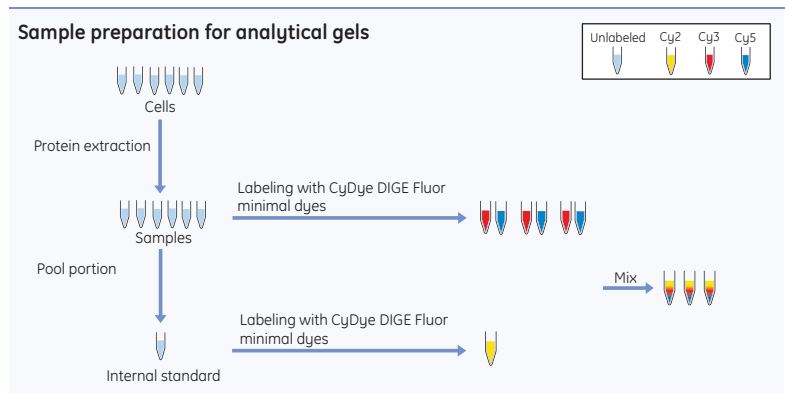 Sample preparation for analytical gels
Unlabeled Cy2 Cy3 Cy5
Cells
Protein extraction
Labeling with CyDye DIGE Fluor
minimal dyes
Samples
Pool portion
Mix
Labeling with CyDye DIGE Fluor
minimal dyes
Internal standard